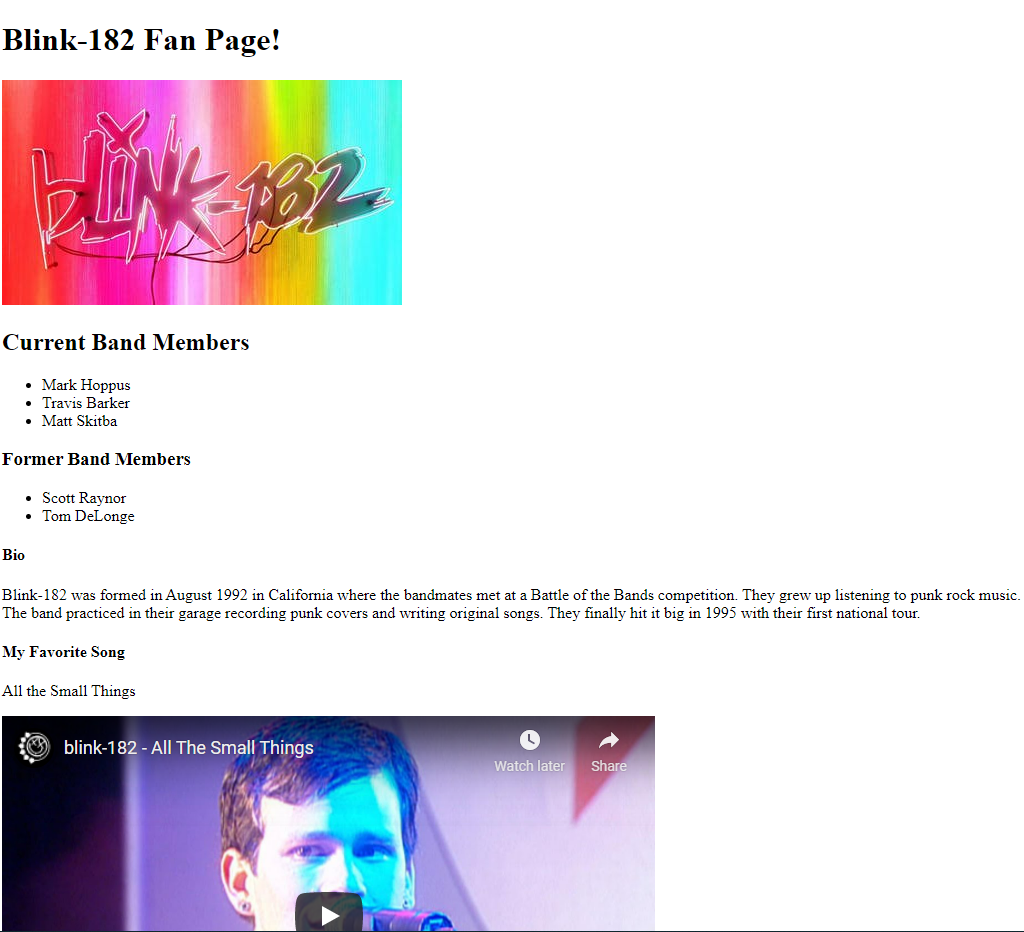 Blink-182 Fan Page!
blink-182
Current Band Members
Mark Hoppus
Travis Barker
Matt Skitba
Former Band Members
Scott Raynor
Tom DeLonge
Bio
Blink-182 was formed in August 1992 in California where the bandmates met at a Battle of the Bands competition. They grew up listening to punk rock music.
The band practiced in their garage recording punk covers and writing original songs. They finally hit it big in 1995 with their first national tour.
My Favorite Song
All the Small Things
blink-182 - All The Small Things
Watch later
Share